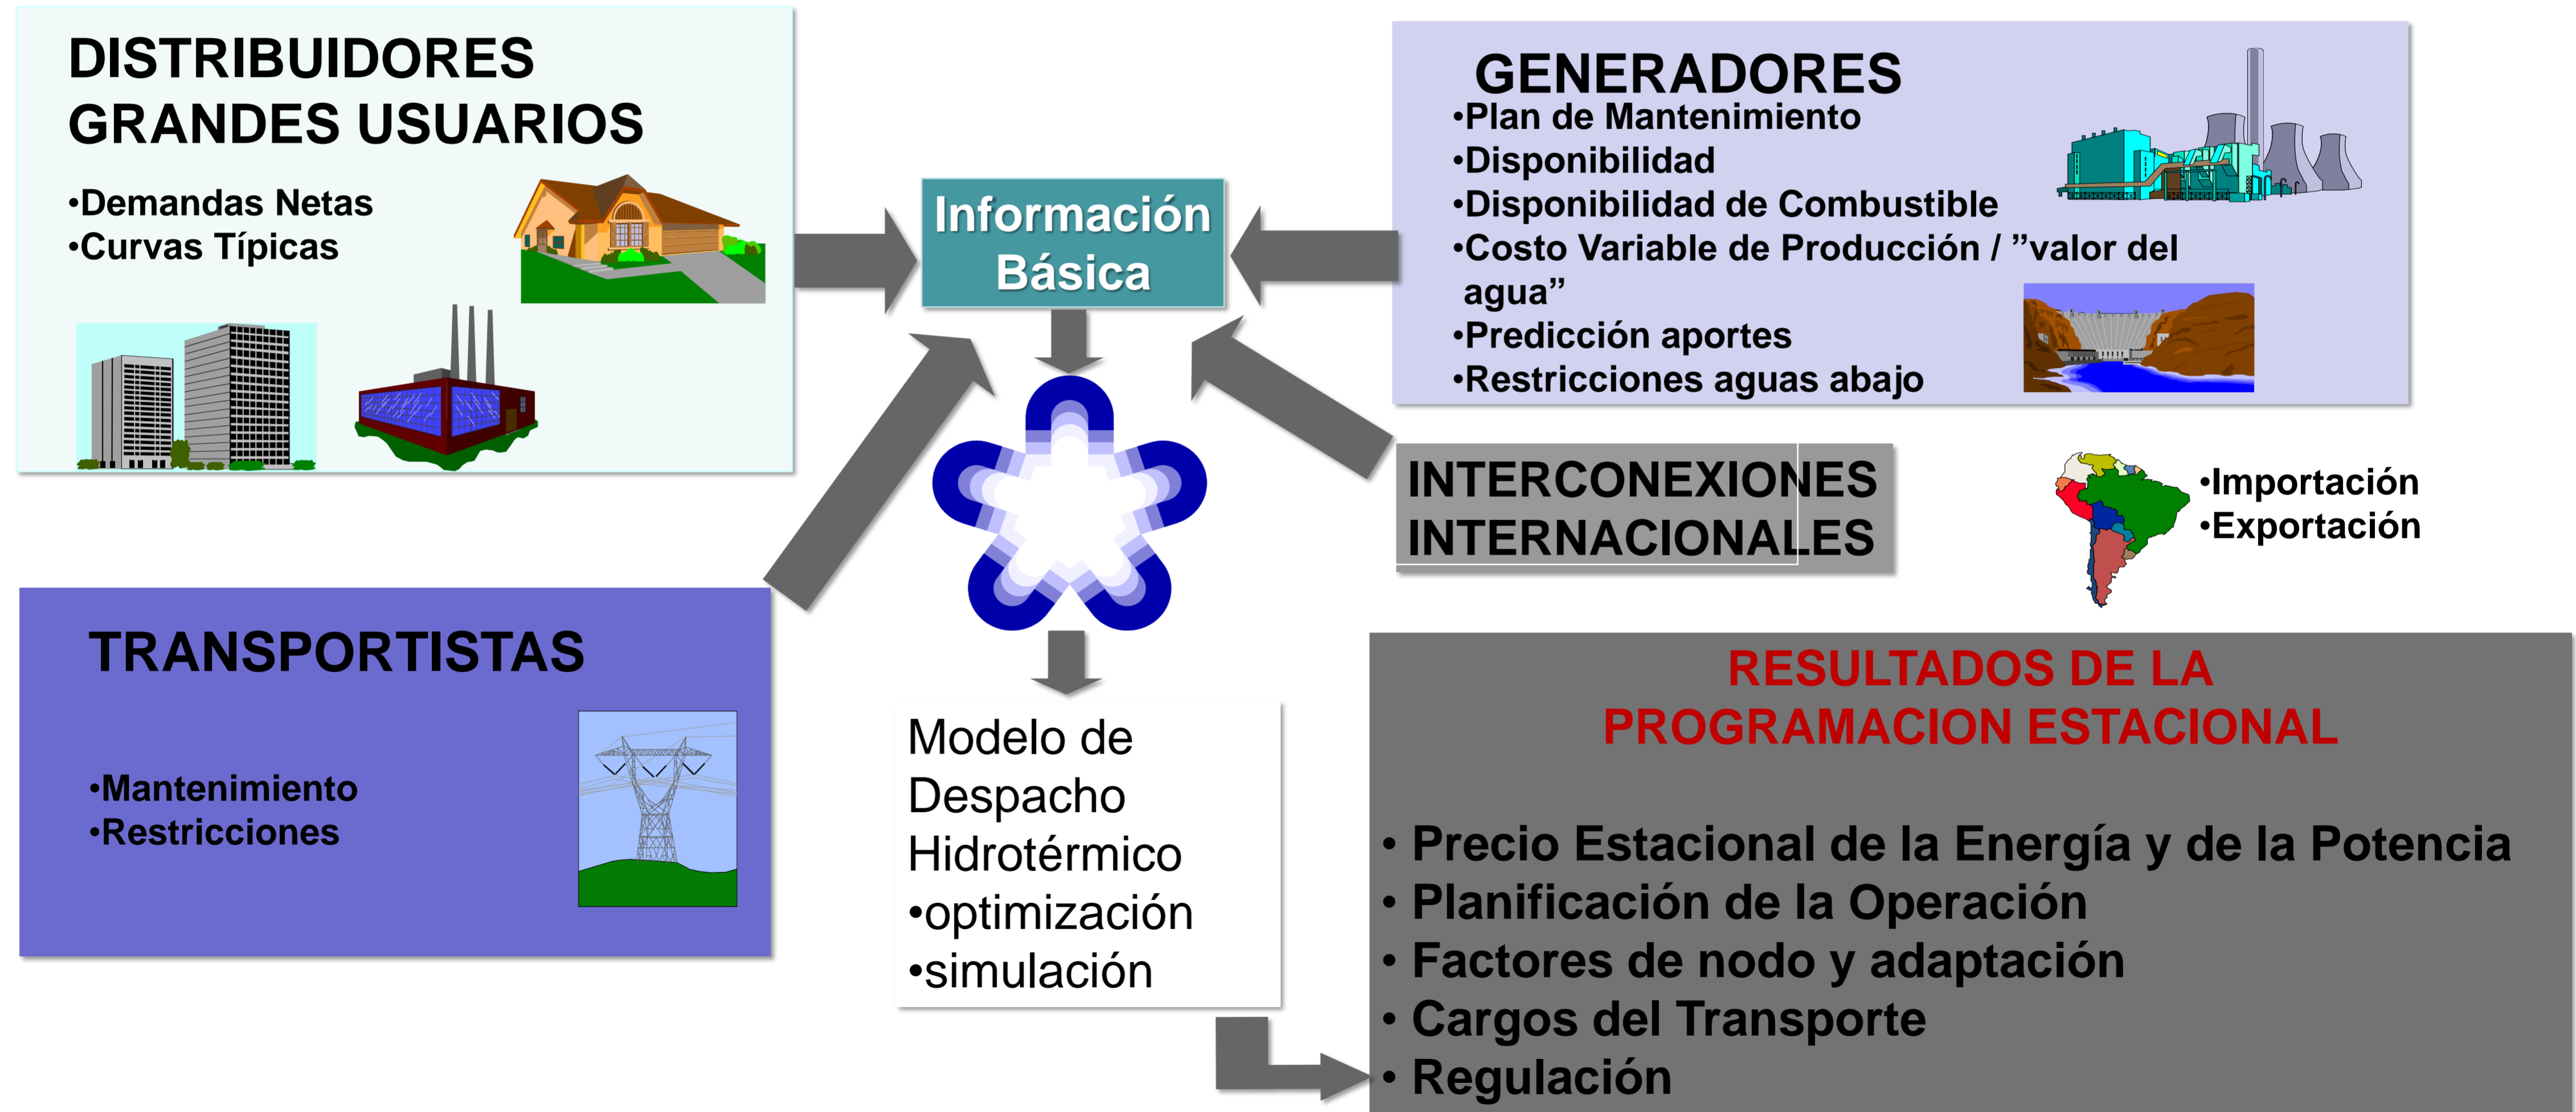 DISTRIBUIDORES
GRANDES USUARIOS
•Demandas Netas
•Curvas Típicas
Información
Básica
GENERADORES
•Plan de Mantenimiento
•Disponibilidad
•Disponibilidad de Combustible
•Costo Variable de Producción / ”valor del
agua”
•Predicción aportes
•Restricciones aguas abajo
INTERCONEXIONES
INTERNACIONALES
•Importación
•Exportación
TRANSPORTISTAS
•Mantenimiento
•Restricciones
Modelo de
Despacho
Hidrotérmico
•optimización
•simulación
RESULTADOS DE LA
PROGRAMACION ESTACIONAL
• Precio Estacional de la Energía y de la Potencia
• Planificación de la Operación
• Factores de nodo y adaptación
• Cargos del Transporte
• Regulación